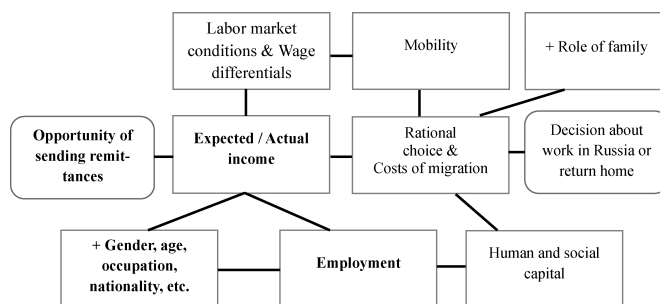 Labor market
conditions & Wage
differentials
Mobility
+ Role of family
Opportunity of
sending remit-
tances
Expected / Actual
income
Rational
choice &
Costs of migration
Decision about
work in Russia or
return home
+ Gender, age,
occupation,
nationality, etc.
Employment
Human and social
capital